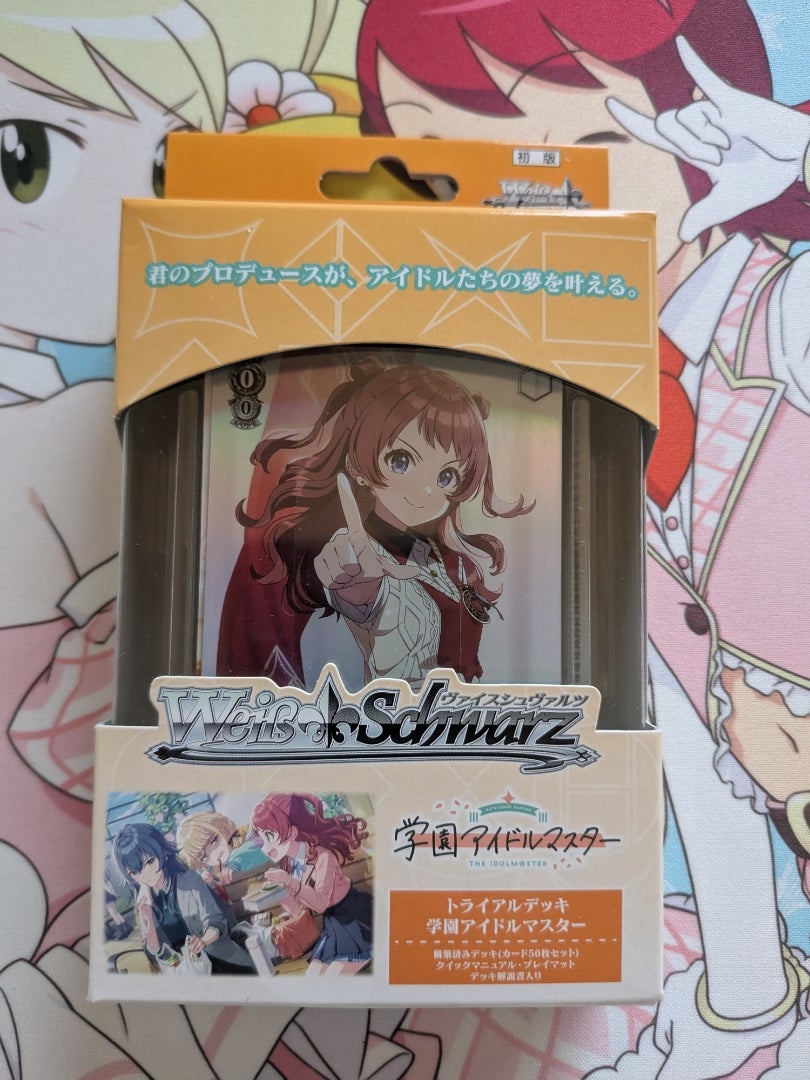 初版
Weiß Schwarz
君のプロデュースが、アイドルたちの夢を叶える。
0
0
ヴァイスシュヴァルツ
Weiß Schwarz
HATSUBOSHI GAKUEN
学園アイドルマスター
THE IDOLM@STER
トライアルデッキ
学園アイドルマスター
構築済みデッキ(カード50枚セット)
クイックマニュアル・プレイマット
デッキ解説書入り